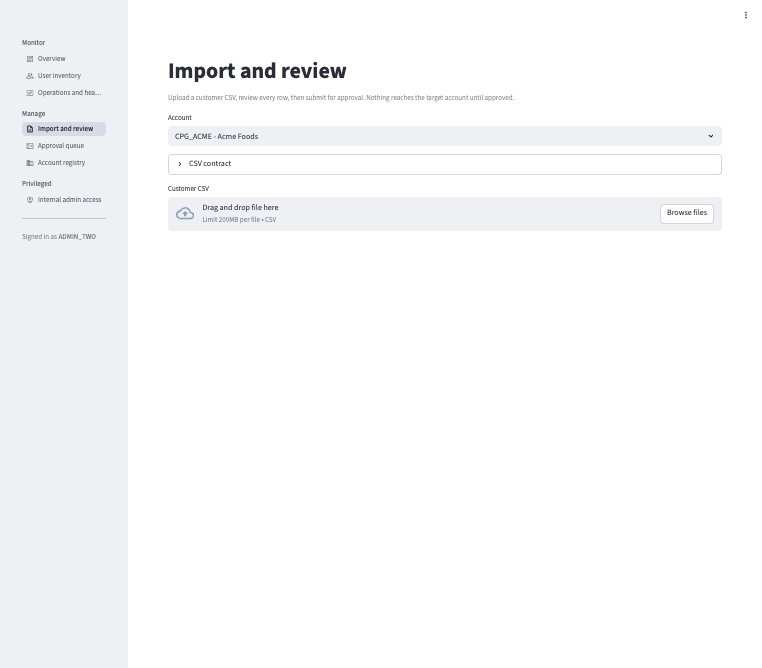 Monitor
Overview
User inventory
Operations and hea...
Manage
Import and review
Approval queue
Account registry
Privileged
Internal admin access
Signed in as ADMIN_TWO
Import and review
Upload a customer CSV, review every row, then submit for approval. Nothing reaches the target account until approved.
Account
CPG_ACME - Acme Foods
CSV contract
Customer CSV
Drag and drop file here
Limit 200MB per file • CSV
Browse files